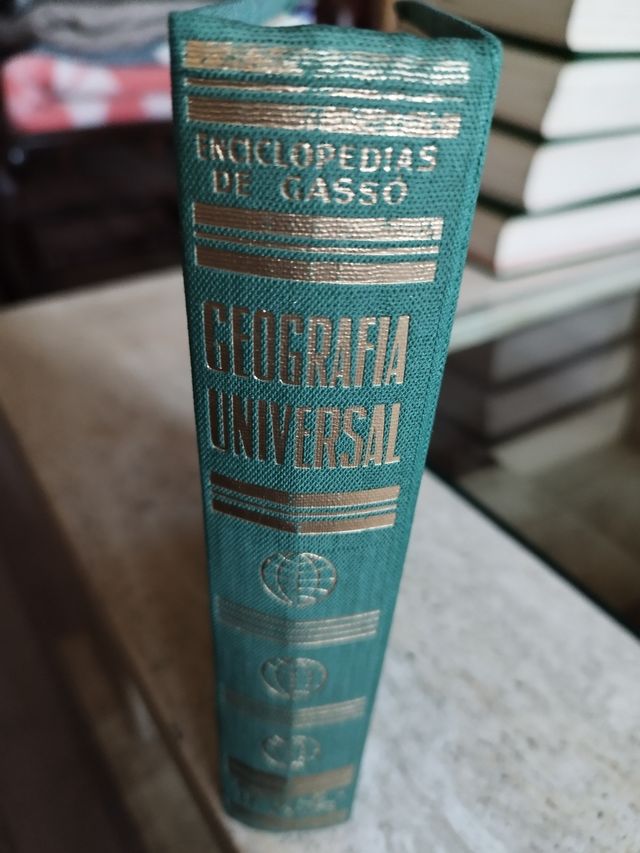 ENCICLOPEDIAS
DE GASSÓ
GEOGRAFIA
UNIVERSAL